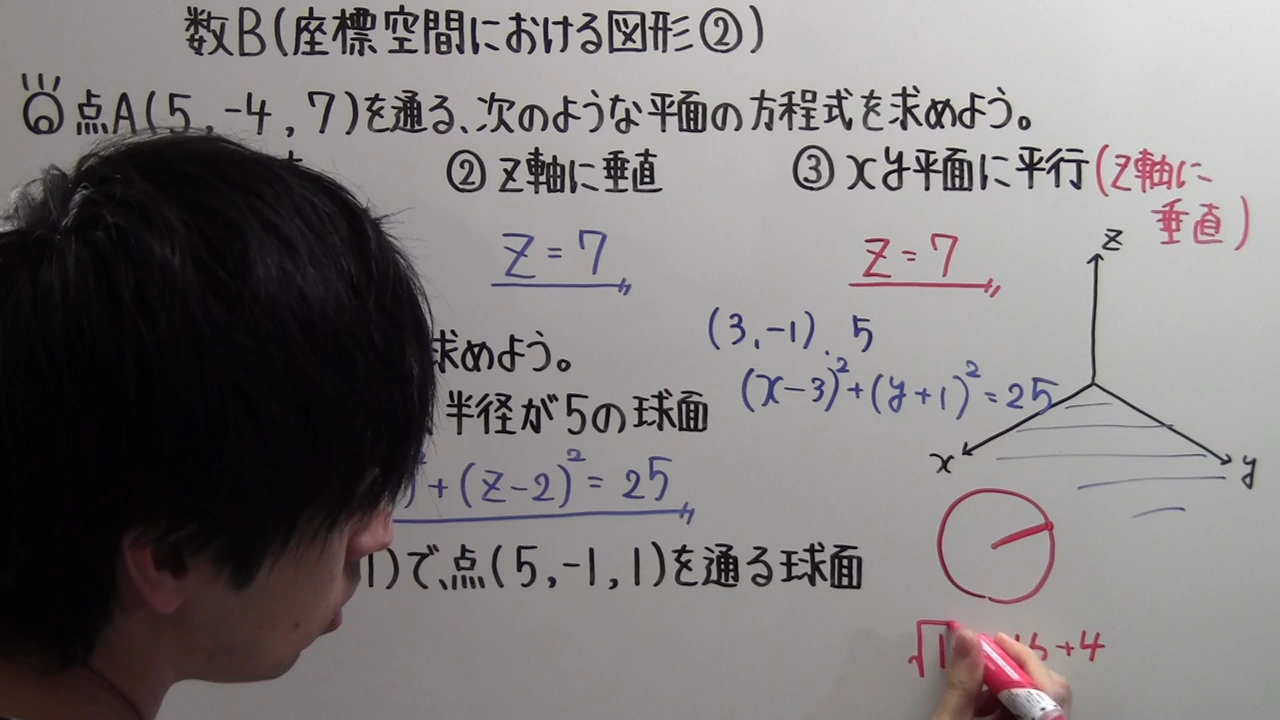 数B(座標空間における図形②)
点A(5,-4,7)を通る、次のような平面の方程式を求めよう。
② z軸に垂直
③ xy平面に平行(z軸に垂直)
z=7
z=7
z
x
y
(3,-1). 5
(x-3)²+(y+1)²=25
求めよう。
半径が5の球面
)²+(z-2)²=25
1)で、点(5,-1,1)を通る球面
+4